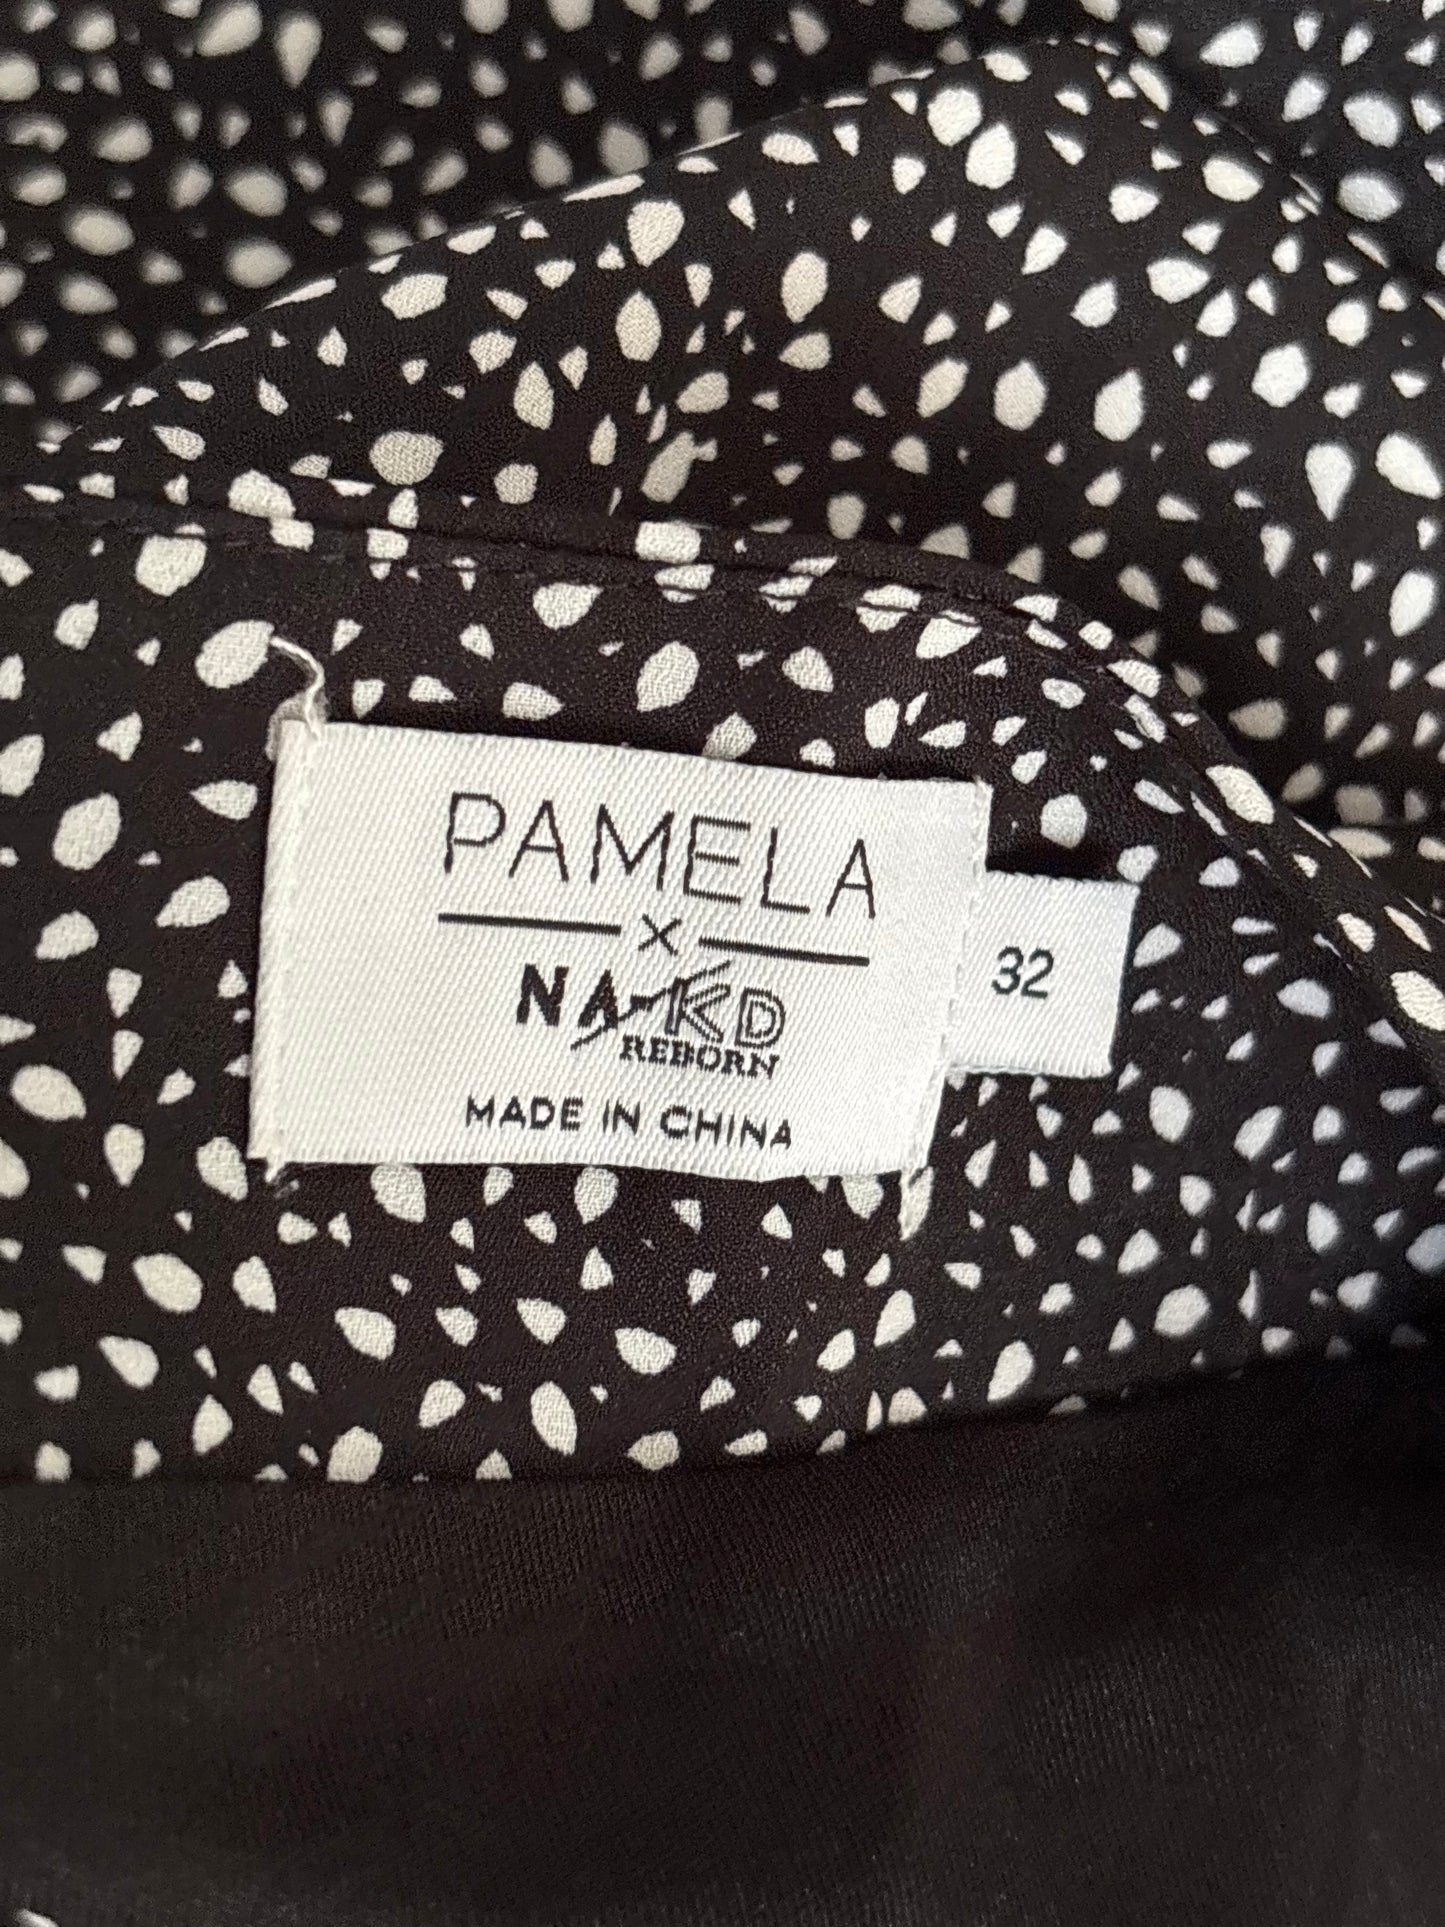 PAMELA
×
NA-KD
REBORN
MADE IN CHINA
32